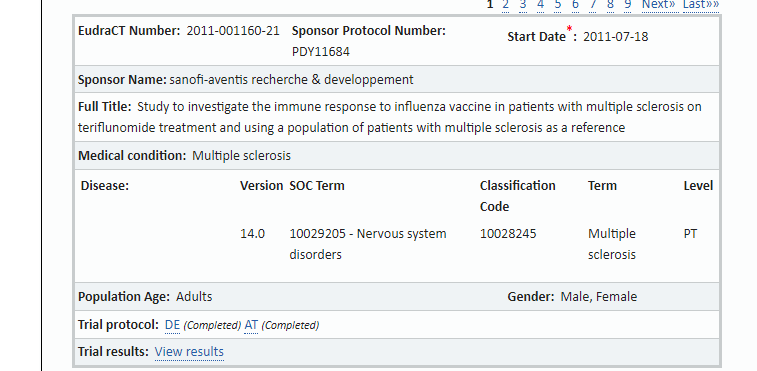 1 2 3 4 5 6 7 8 9 Next» Last»»
EudraCT Number: 2011-001160-21 Sponsor Protocol Number: PDY11684 Start Date*: 2011-07-18
Sponsor Name: sanofi-aventis recherche & developpement
Full Title: Study to investigate the immune response to influenza vaccine in patients with multiple sclerosis on
teriflunomide treatment and using a population of patients with multiple sclerosis as a reference
Medical condition: Multiple sclerosis
Disease: Version SOC Term Classification Code Term Level
14.0 10029205 - Nervous system disorders 10028245 Multiple sclerosis PT
Population Age: Adults Gender: Male, Female
Trial protocol: DE (Completed) AT (Completed)
Trial results: View results